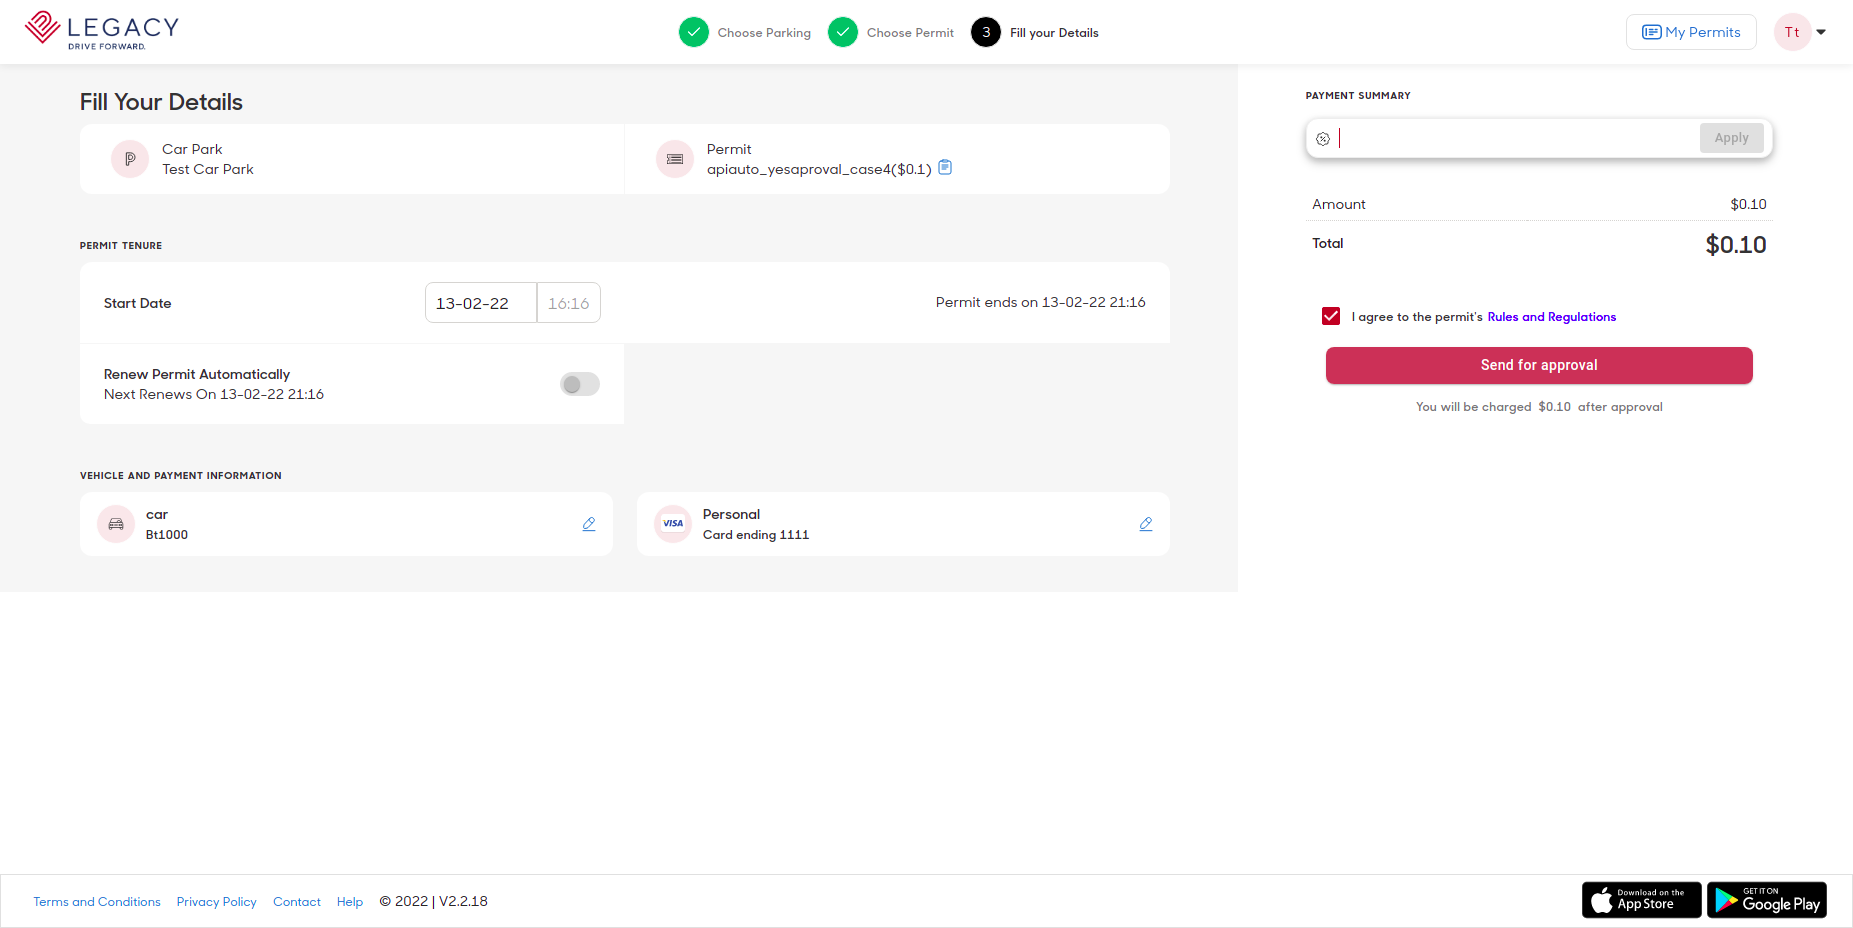 LEGACY
DRIVE FORWARD.
Choose Parking
Choose Permit
3
Fill your Details
My Permits
Tt
Fill Your Details
Car Park
Test Car Park
Permit
apiauto_yesaproval_case4($0.1)
PERMIT TENURE
Start Date
13-02-22
16:16
Permit ends on 13-02-22 21:16
Renew Permit Automatically
Next Renews On 13-02-22 21:16
VEHICLE AND PAYMENT INFORMATION
car
Bt1000
VISA
Personal
Card ending 1111
PAYMENT SUMMARY
Apply
Amount
$0.10
Total
$0.10
I agree to the permit's Rules and Regulations
Send for approval
You will be charged $0.10 after approval
Terms and Conditions
Privacy Policy
Contact
Help
© 2022 | V2.2.18
Download on the
App Store
GET IT ON
Google Play